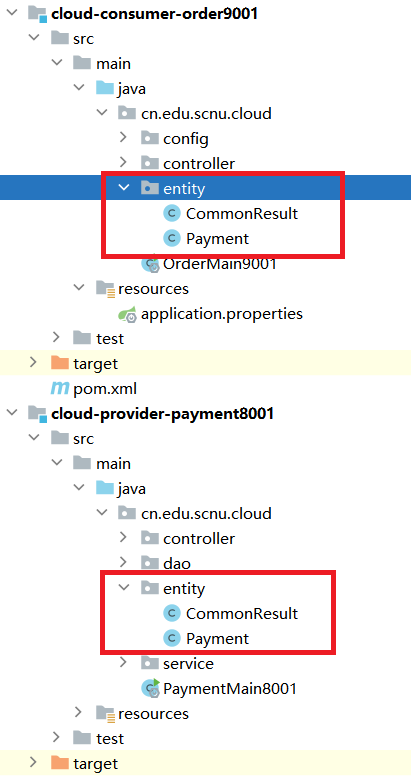 cloud-consumer-order9001
src
main
java
cn.edu.scnu.cloud
config
controller
entity
CommonResult
Payment
OrderMain9001
resources
application.properties
test
target
pom.xml
cloud-provider-payment8001
src
main
java
cn.edu.scnu.cloud
controller
dao
entity
CommonResult
Payment
service
PaymentMain8001
resources
test
target